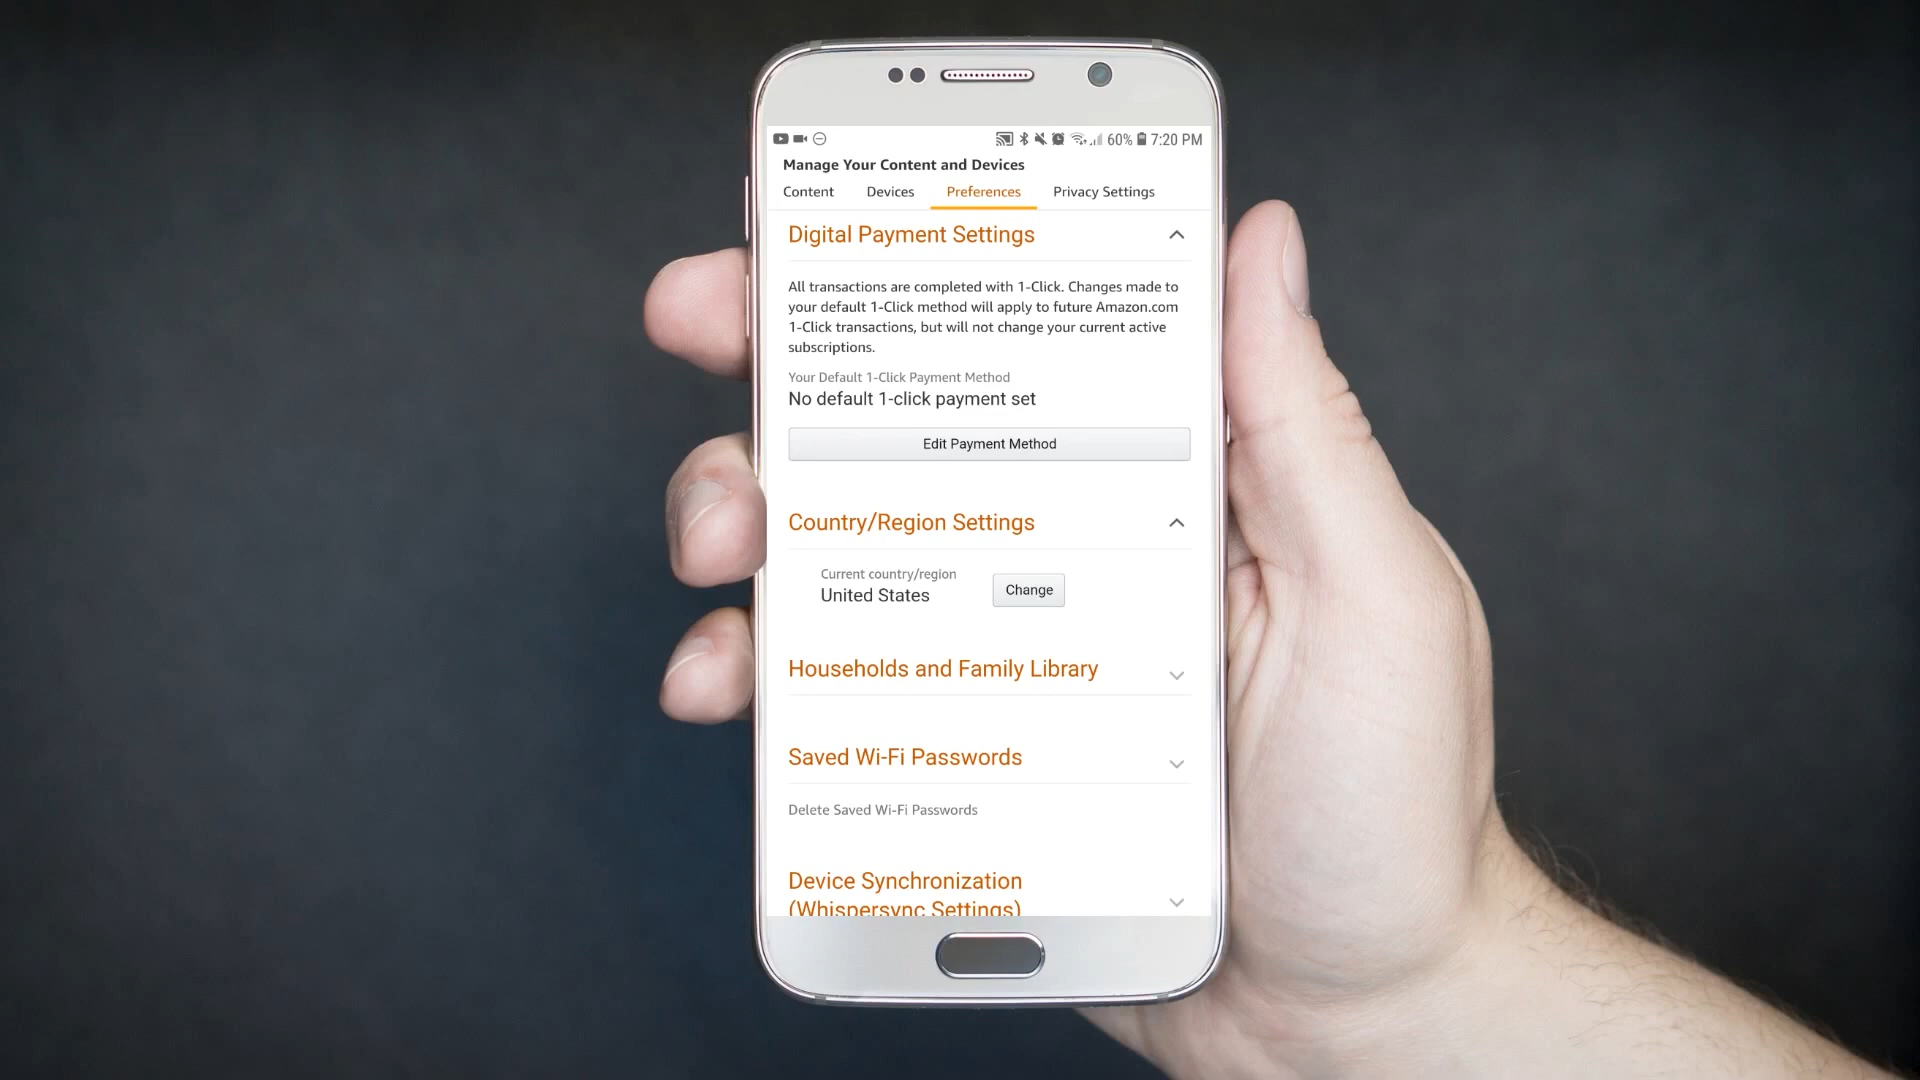 60% 7:20 PM
Manage Your Content and Devices
Content Devices Preferences Privacy Settings
Digital Payment Settings
All transactions are completed with 1-Click. Changes made to
your default 1-Click method will apply to future Amazon.com
1-Click transactions, but will not change your current active
subscriptions.
Your Default 1-Click Payment Method
No default 1-click payment set
Edit Payment Method
Country/Region Settings
Current country/region
United States
Change
Households and Family Library
Saved Wi-Fi Passwords
Delete Saved Wi-Fi Passwords
Device Synchronization
(Whispersync Settings)